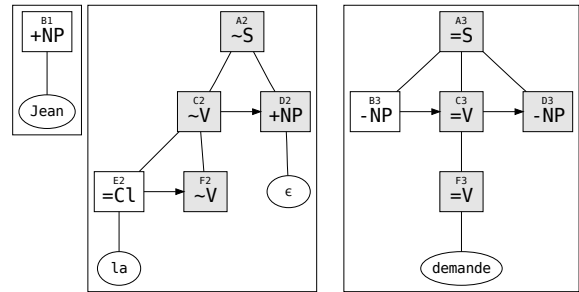 B1
+NP
Jean
A2
~S
C2
~V
D2
+NP
E2
=Cl
F2
~V
ϵ
la
A3
=S
B3
-NP
C3
=V
D3
-NP
F3
=V
demande